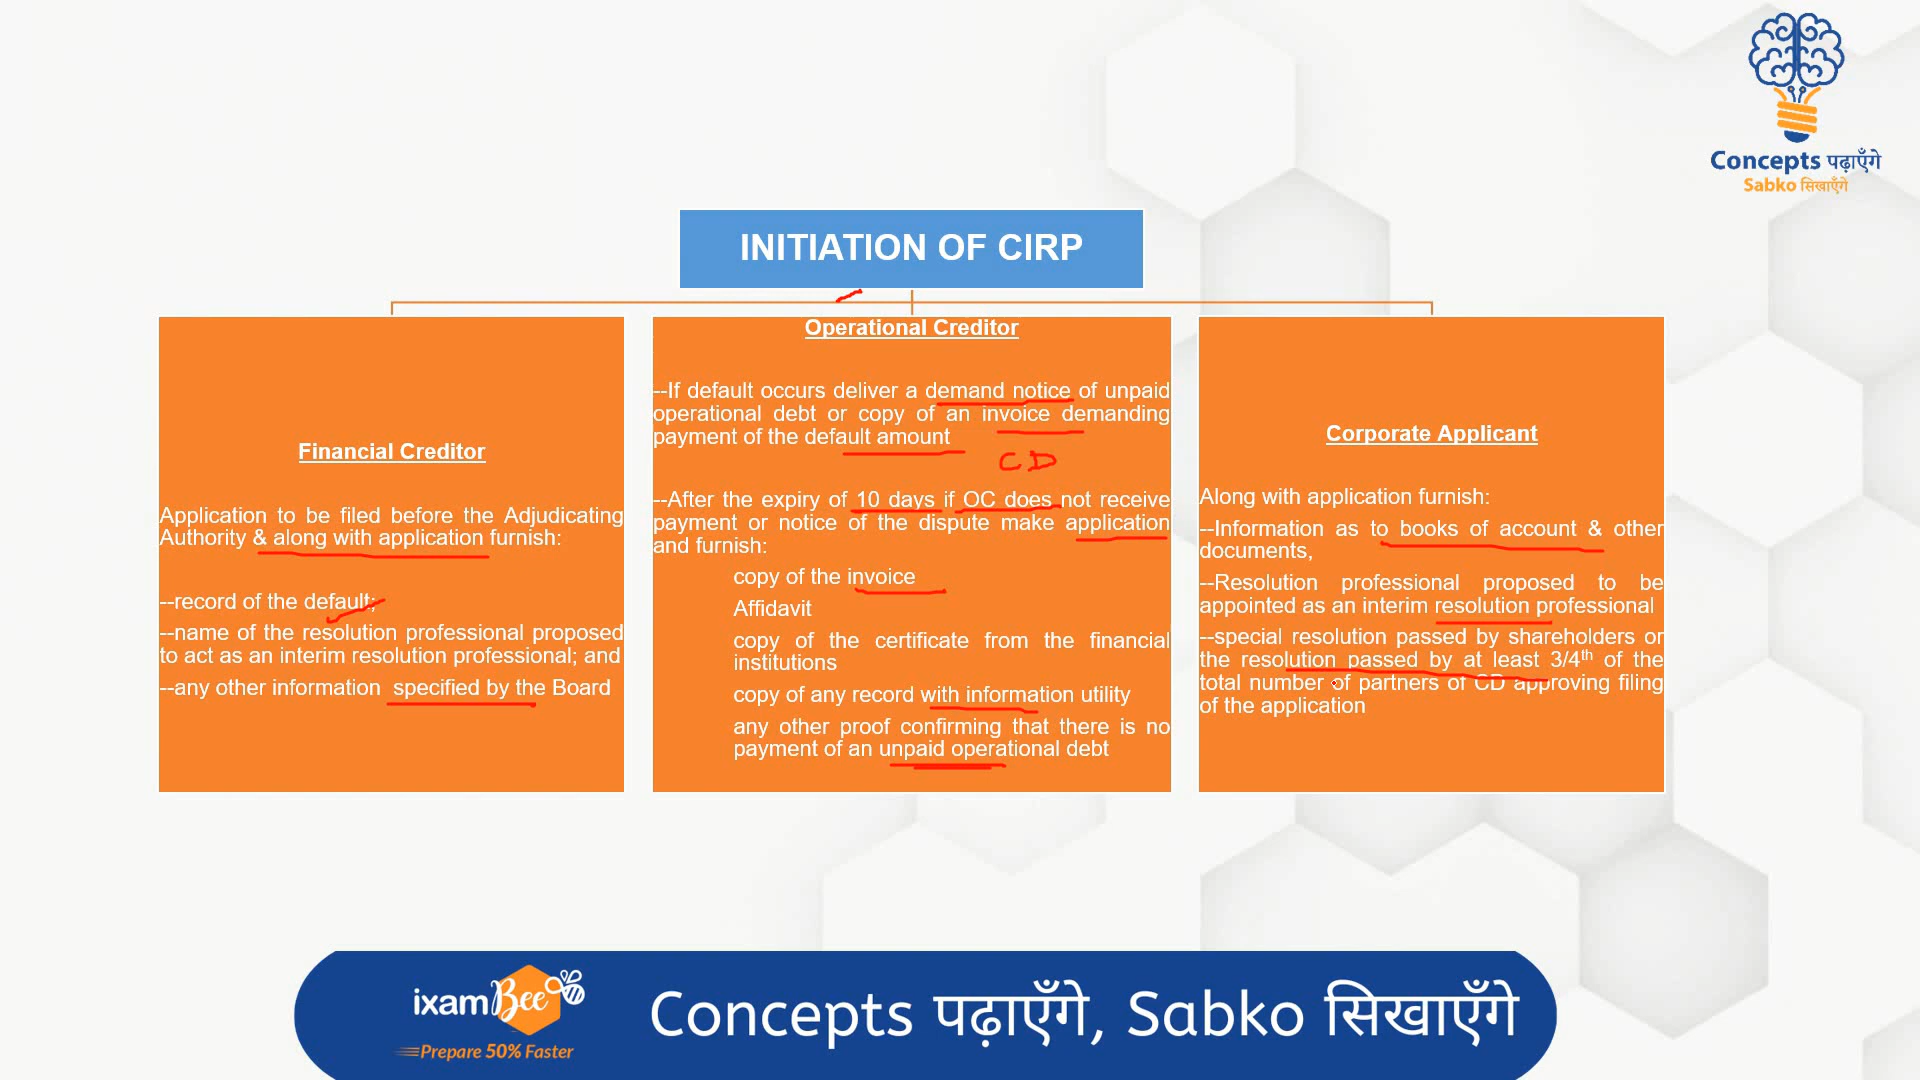 Concepts पढ़ाएँगे
Sabko सिखाएँगे
INITIATION OF CIRP
Financial Creditor
Application to be filed before the Adjudicating
Authority & along with application furnish:
--record of the default;
--name of the resolution professional proposed
to act as an interim resolution professional; and
--any other information specified by the Board
Operational Creditor
--If default occurs deliver a demand notice of unpaid
operational debt or copy of an invoice demanding
payment of the default amount
CD
--After the expiry of 10 days if OC does not receive
payment or notice of the dispute make application
and furnish:
copy of the invoice
Affidavit
copy of the certificate from the financial
institutions
copy of any record with information utility
any other proof confirming that there is no
payment of an unpaid operational debt
Corporate Applicant
Along with application furnish:
--Information as to books of account & other
documents,
--Resolution professional proposed to be
appointed as an interim resolution professional
--special resolution passed by shareholders or
the resolution passed by at least 3/4th of the
total number of partners of CD approving filing
of the application
ixamBee
Prepare 50% Faster
Concepts पढ़ाएँगे, Sabko सिखाएँगे